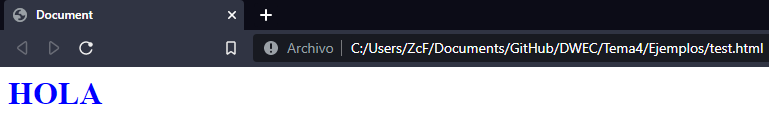 Document
Archivo C:/Users/ZcF/Documents/GitHub/DWEC/Tema4/Ejemplos/test.html
HOLA